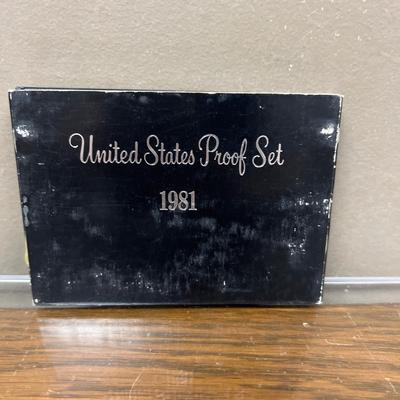 United States Proof Set
1981